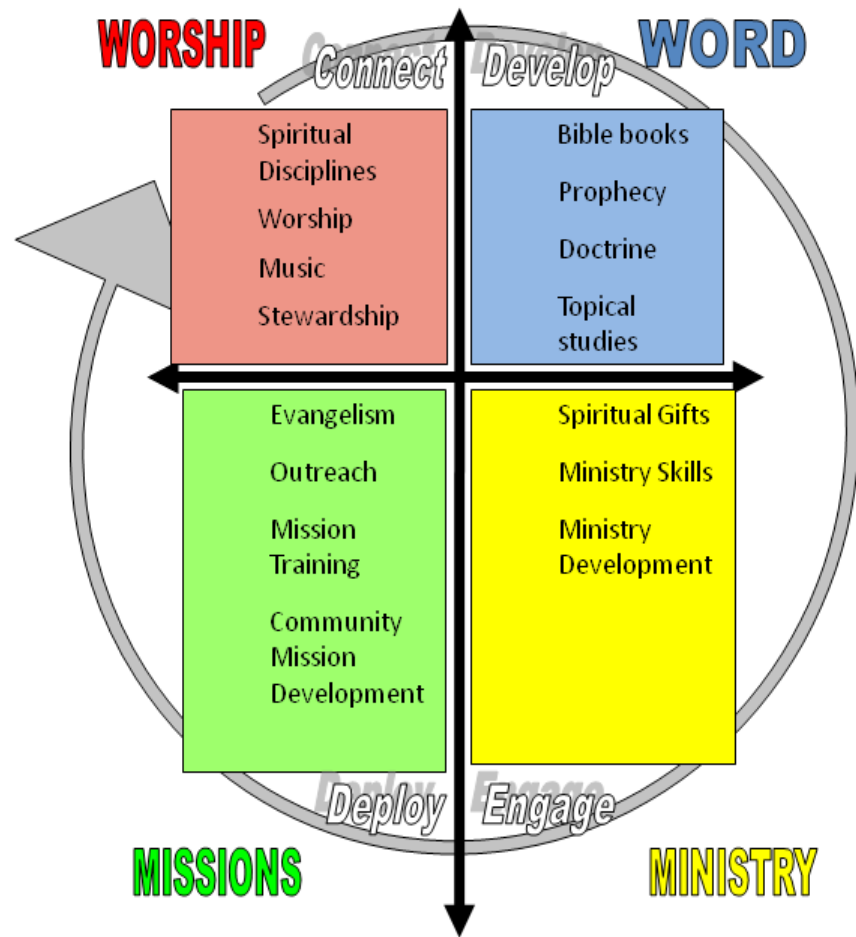 WORSHIP
Connect
Develop
WORD
Spiritual
Disciplines
Worship
Music
Stewardship
Bible books
Prophecy
Doctrine
Topical
studies
Evangelism
Outreach
Mission
Training
Community
Mission
Development
Spiritual Gifts
Ministry Skills
Ministry
Development
Deploy
Engage
MISSIONS
MINISTRY